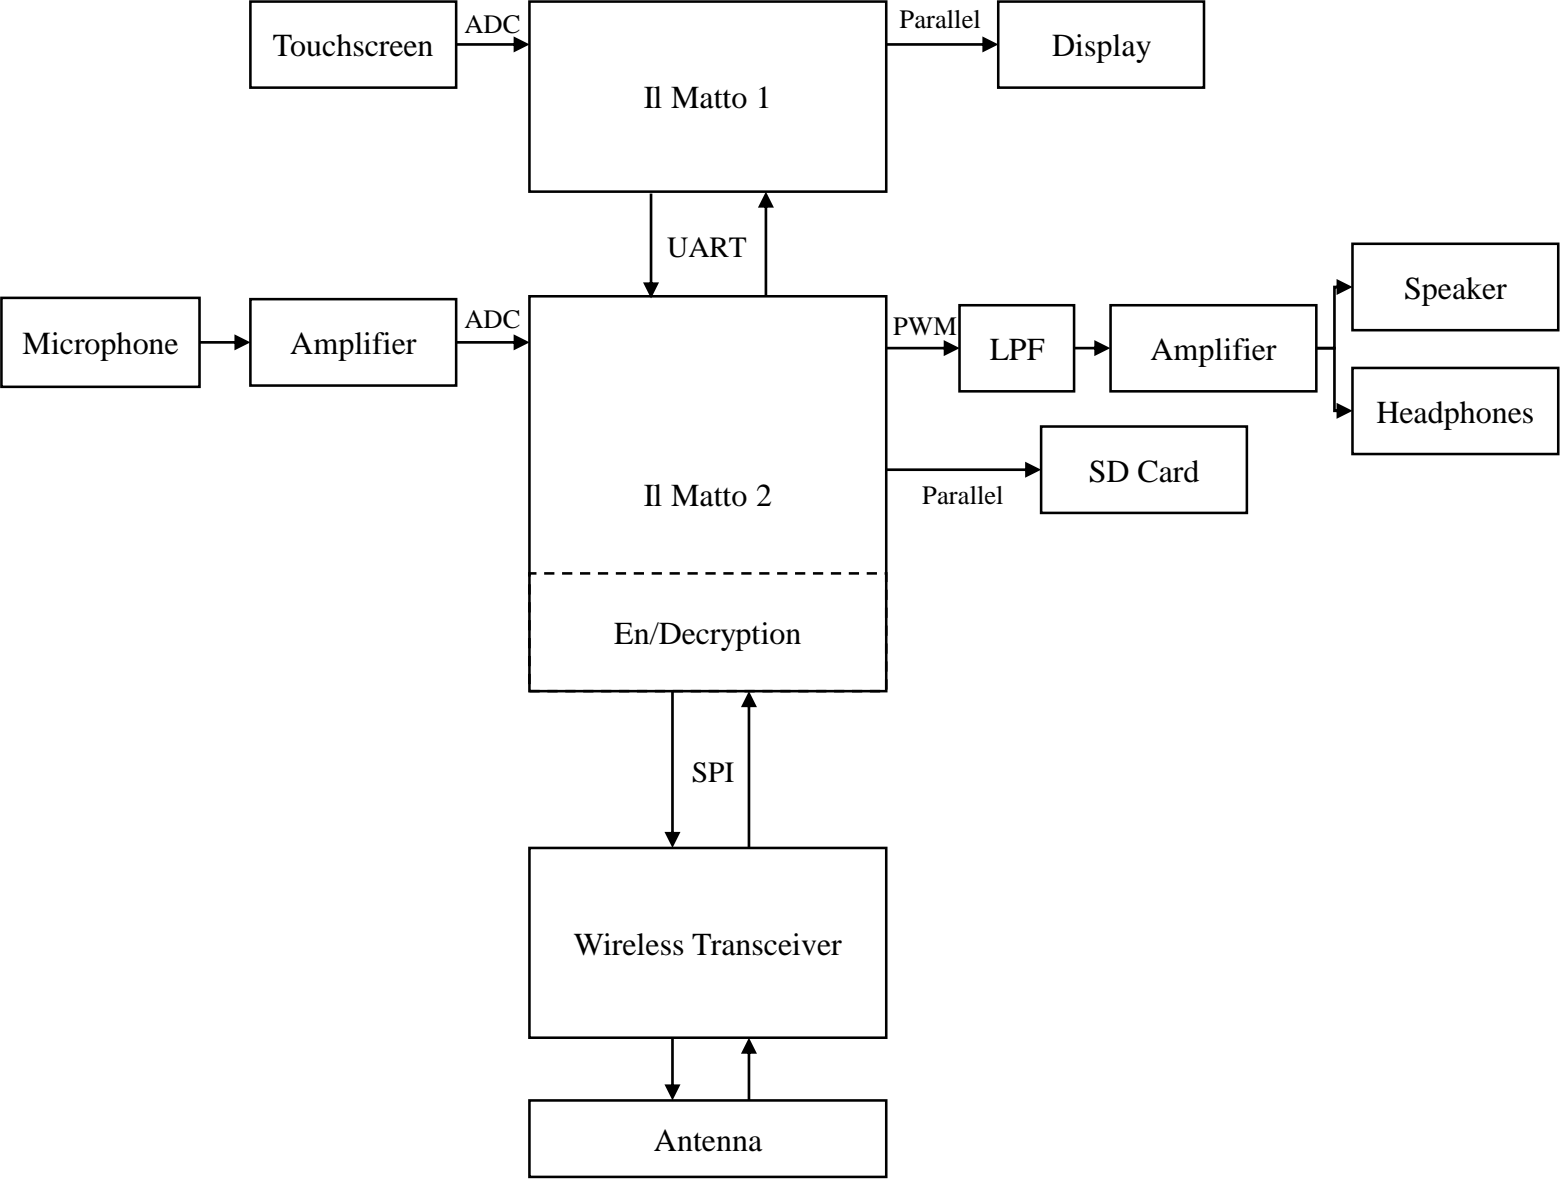 Touchscreen
ADC
Il Matto 1
Parallel
Display
UART
Microphone
Amplifier
ADC
Il Matto 2
PWM
LPF
Amplifier
Speaker
Headphones
SD Card
Parallel
En/Decryption
SPI
Wireless Transceiver
Antenna